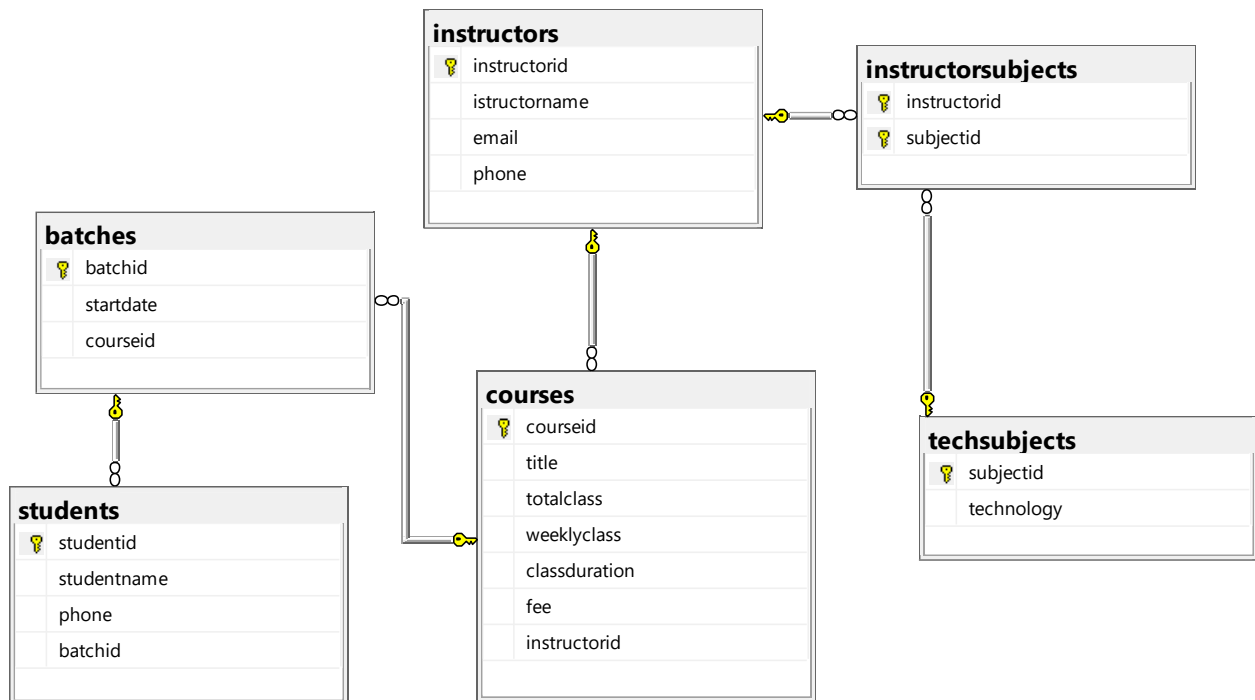 instructors
instructorid
istructorname
email
phone
instructorsubjects
instructorid
subjectid
batches
batchid
startdate
courseid
courses
courseid
title
totalclass
weeklyclass
classduration
fee
instructorid
techsubjects
subjectid
technology
students
studentid
studentname
phone
batchid